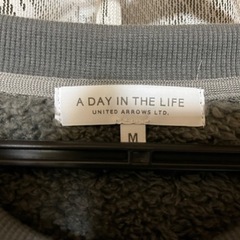 A DAY IN THE LIFE
UNITED ARROWS LTD.
M